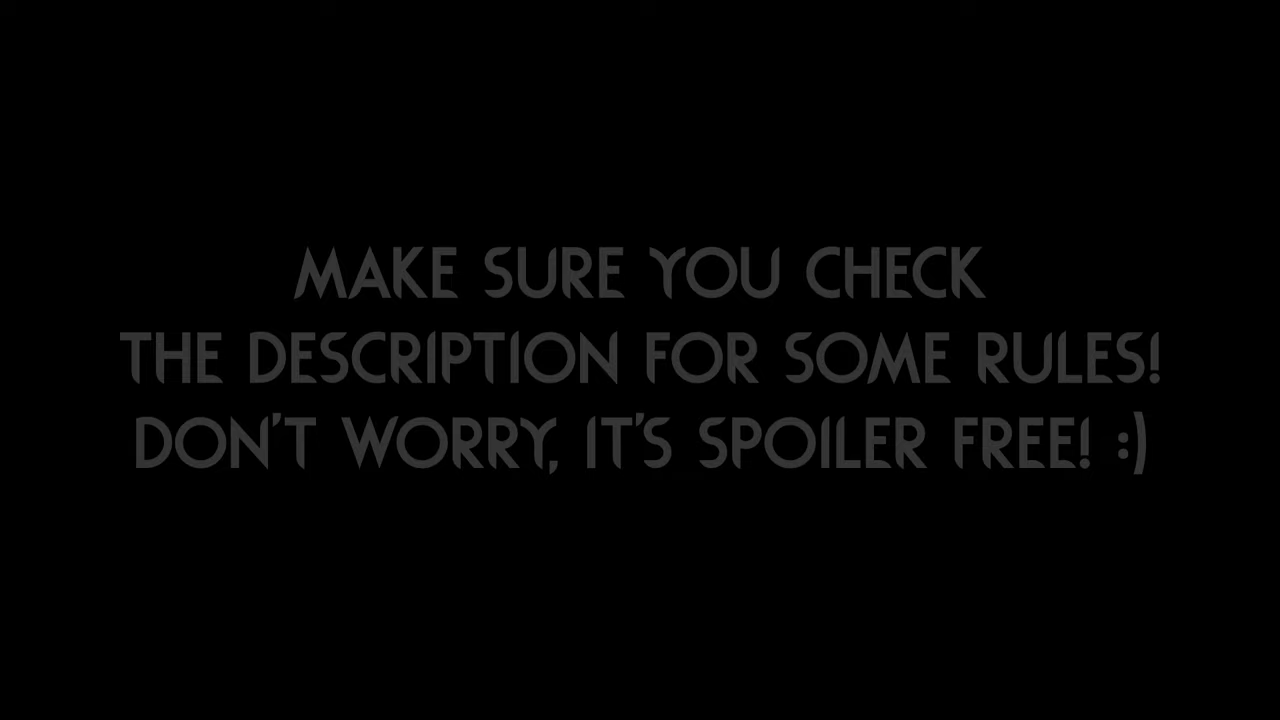 MAKE SURE YOU CHECK
THE DESCRIPTION FOR SOME RULES!
DON'T WORRY, IT'S SPOILER FREE! :)